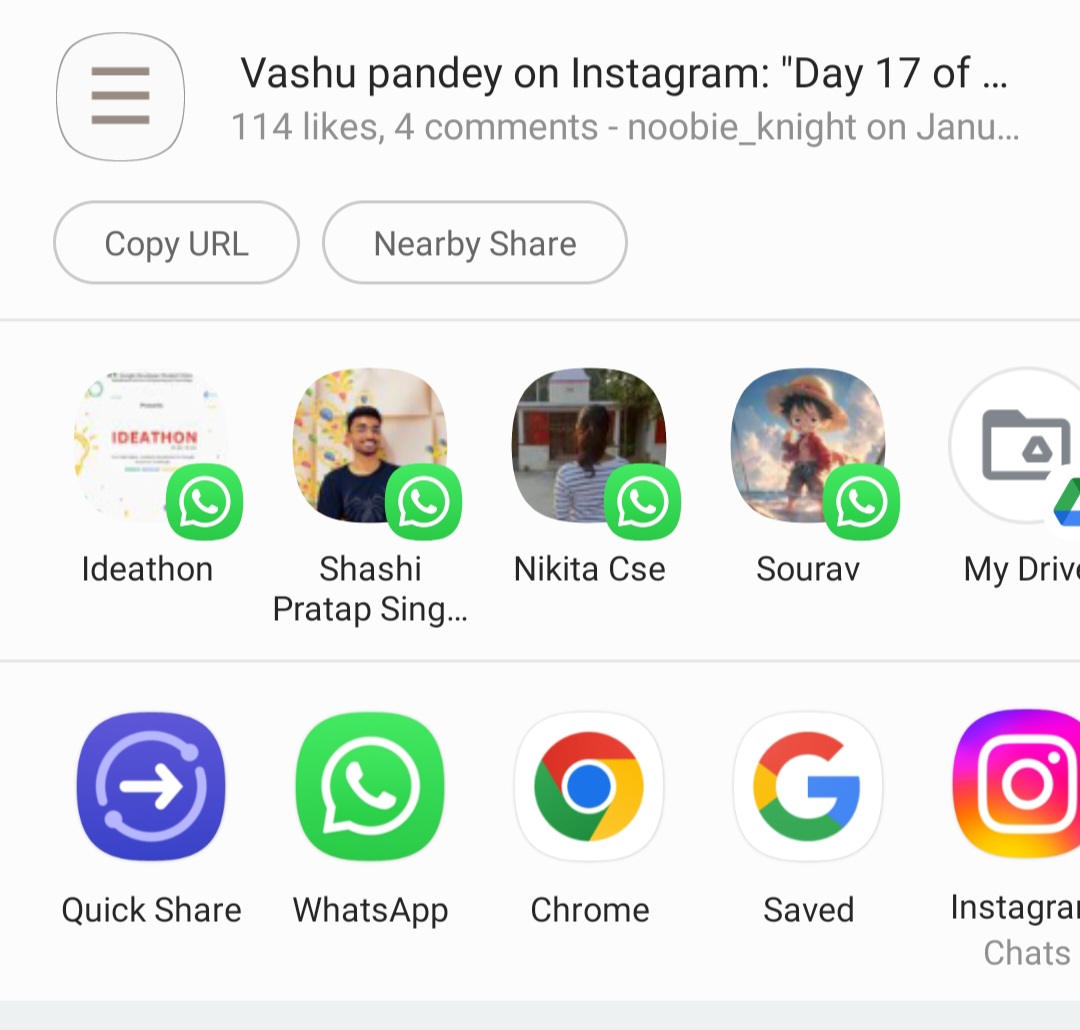 Vashu pandey on Instagram: "Day 17 of ...
114 likes, 4 comments - noobie_knight on Janu...
Copy URL
Nearby Share
IDEATHON
Ideathon
Shashi
Pratap Sing...
Nikita Cse
Sourav
My Drive
Quick Share
WhatsApp
Chrome
Saved
Instagram
Chats